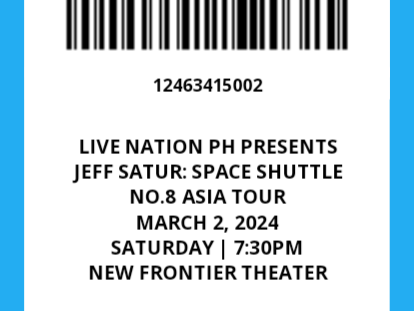 12463415002
LIVE NATION PH PRESENTS
JEFF SATUR: SPACE SHUTTLE
NO.8 ASIA TOUR
MARCH 2, 2024
SATURDAY | 7:30PM
NEW FRONTIER THEATER